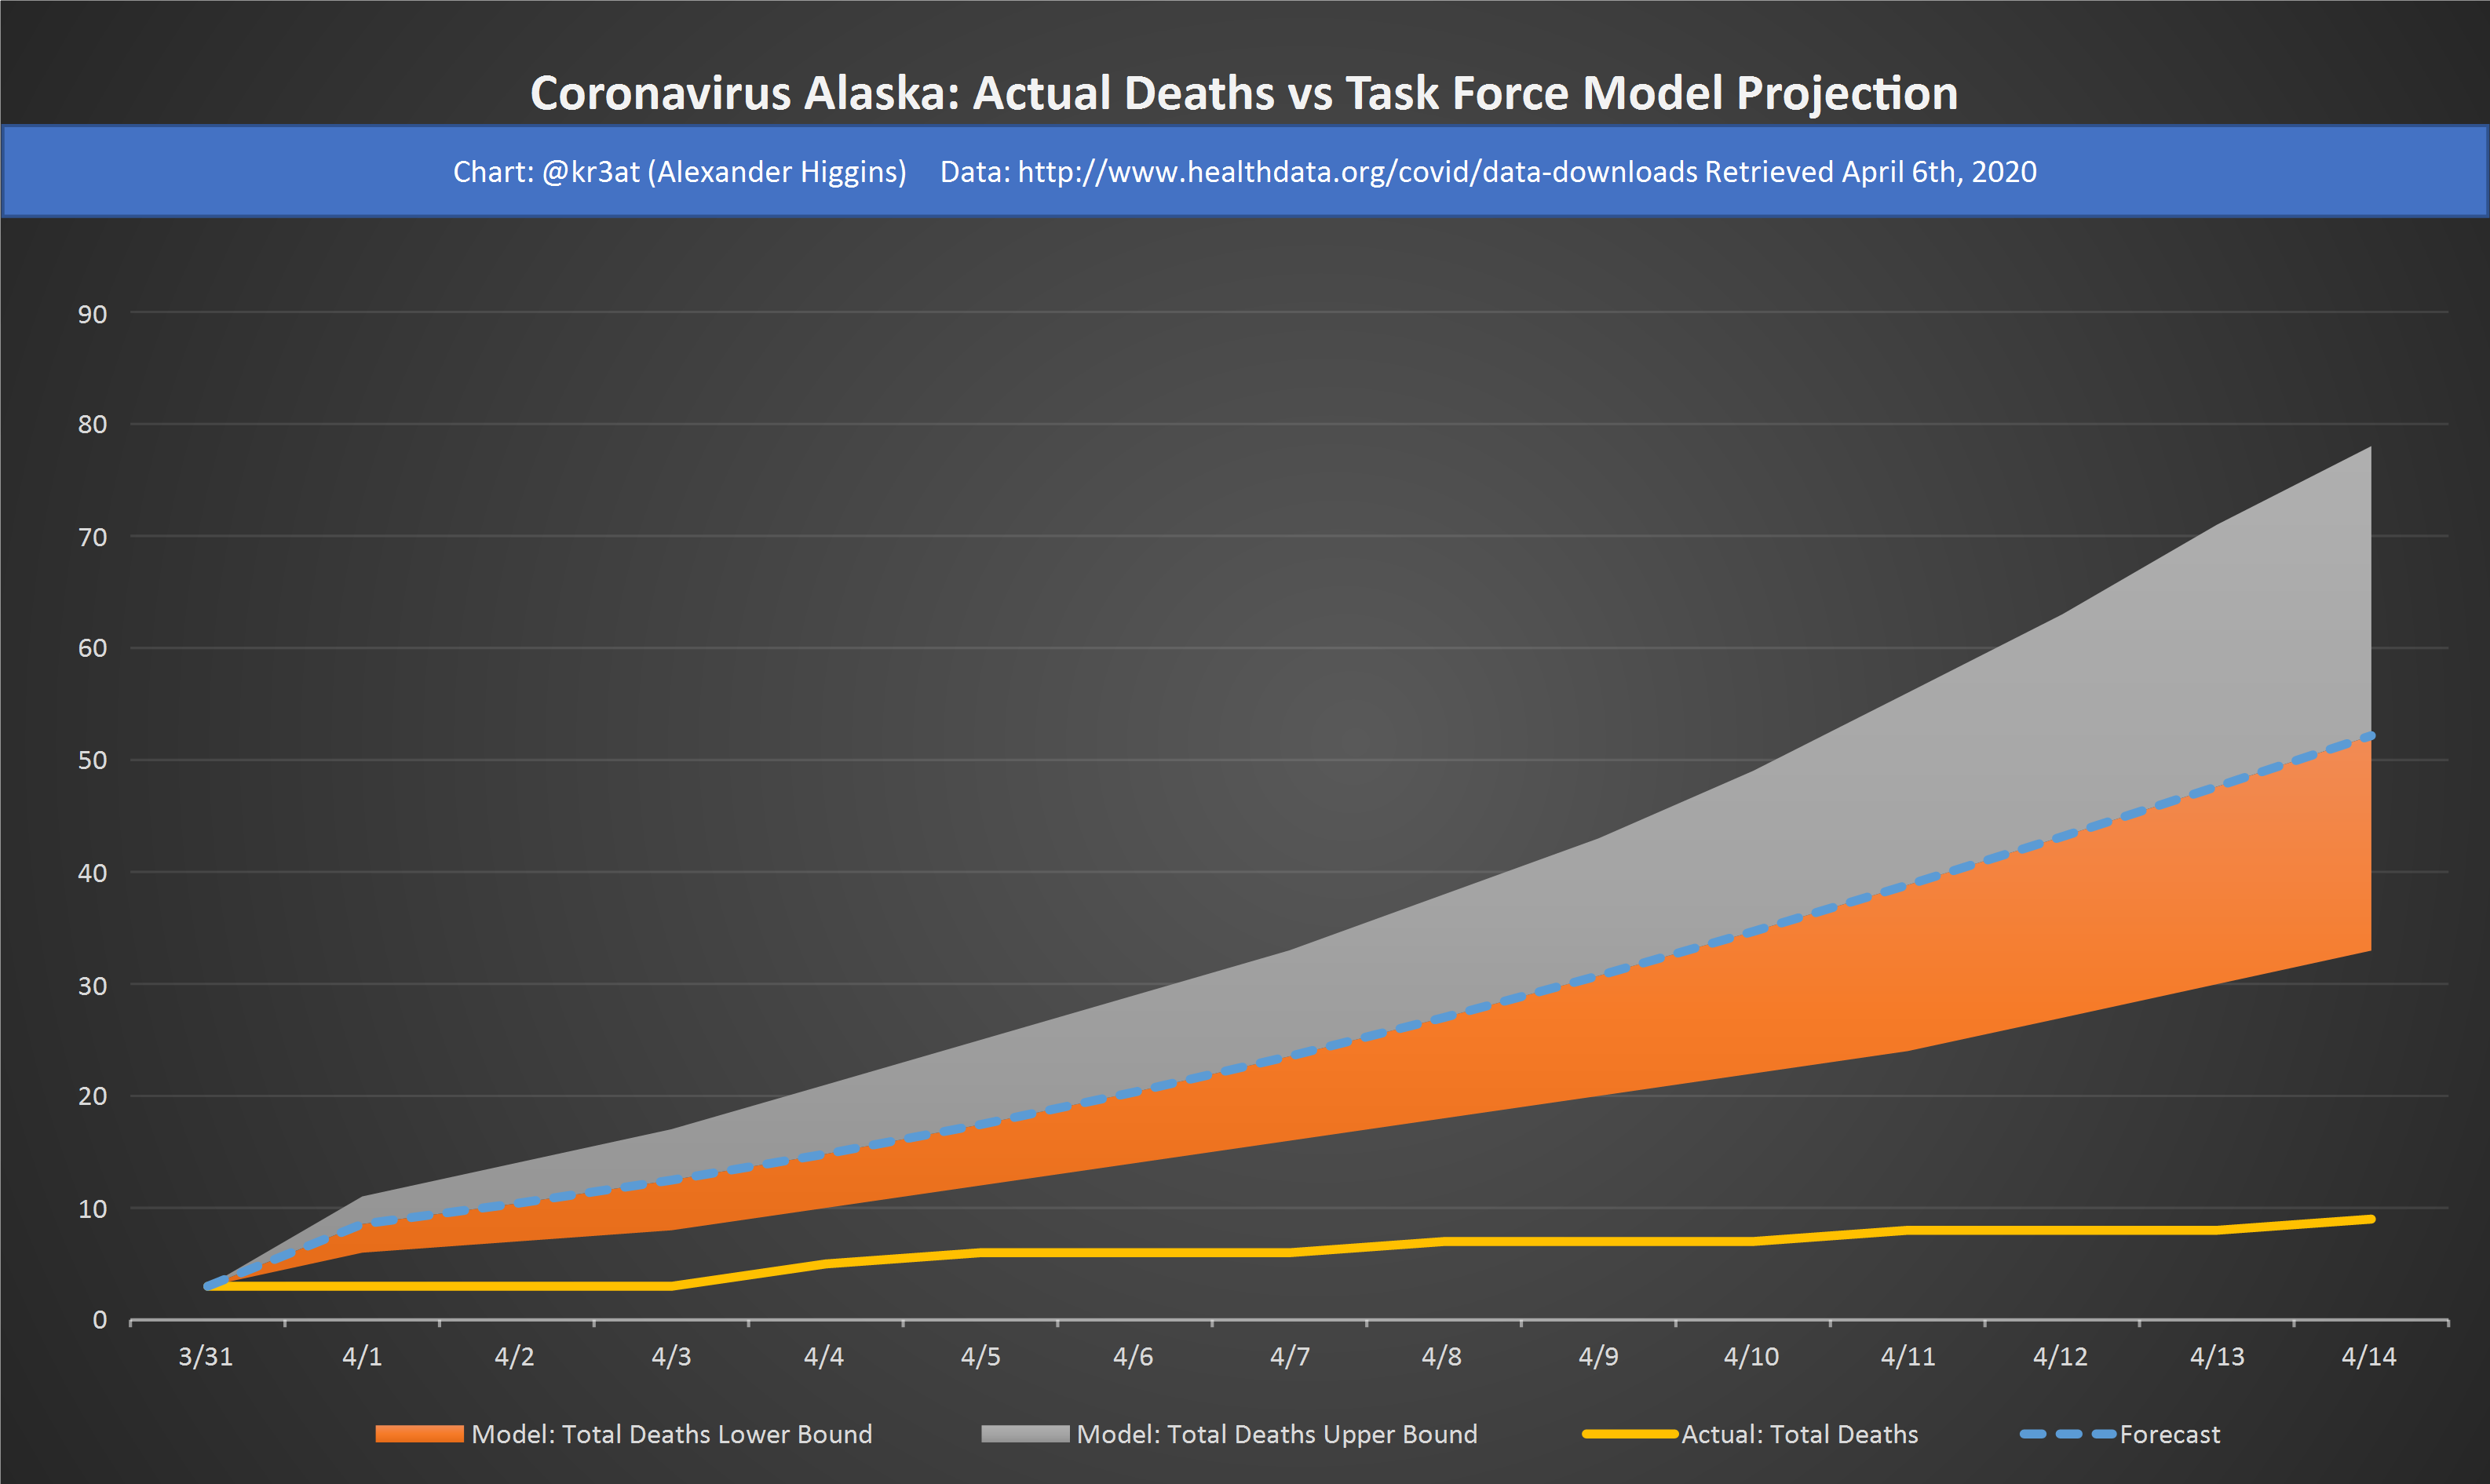 Coronavirus Alaska: Actual Deaths vs Task Force Model Projection
Chart: @kr3at (Alexander Higgins)    Data: http://www.healthdata.org/covid/data-downloads Retrieved April 6th, 2020
90
80
70
60
50
40
30
20
10
0
3/31 4/1 4/2 4/3 4/4 4/5 4/6 4/7 4/8 4/9 4/10 4/11 4/12 4/13 4/14
Model: Total Deaths Lower Bound Model: Total Deaths Upper Bound Actual: Total Deaths Forecast